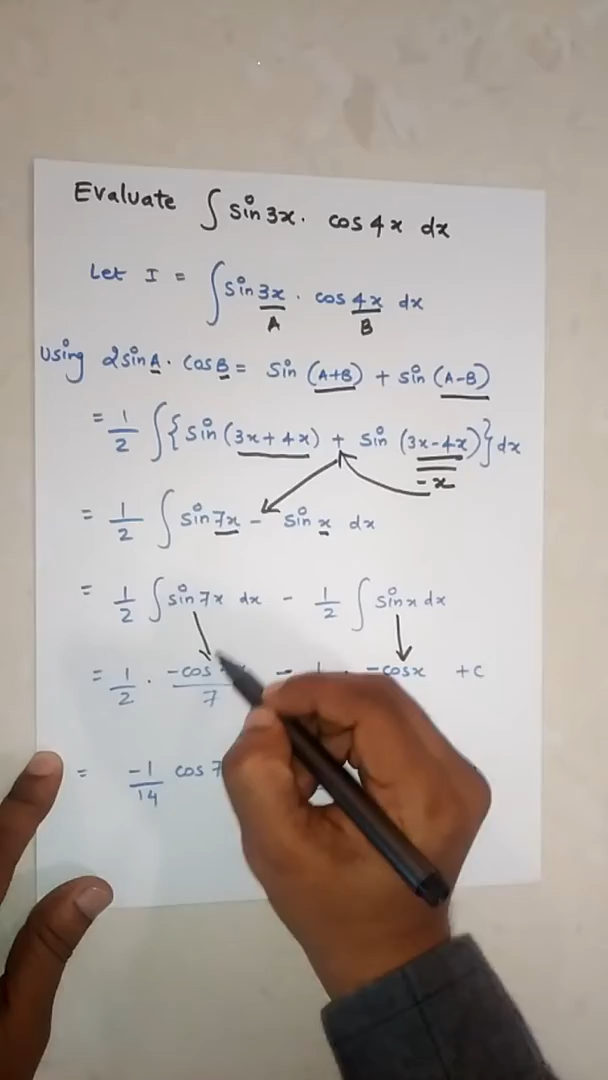 Evaluate ∫ sin 3x . cos 4x dx
Let I = ∫ sin 3x . cos 4x dx
A B
Using 2 sin A . cos B = sin (A+B) + sin (A-B)
= 1/2 ∫ { sin (3x + 4x) + sin (3x - 4x) } dx
-x
= 1/2 ∫ sin 7x - sin x dx
= 1/2 ∫ sin 7x dx - 1/2 ∫ sin x dx
= 1/2 . -cos /7 - 1 . -cos x + c
= -1/14 cos 7